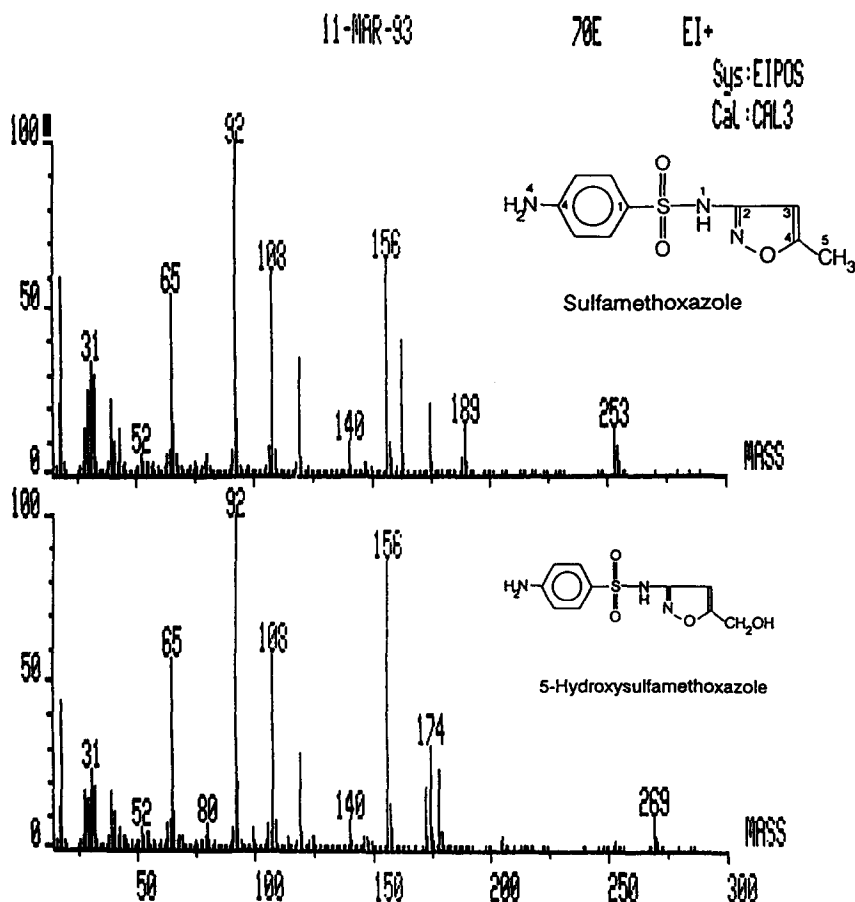 11-MAR-93 70E EI+
Sys:EIPOS
Cal:CAL3
100
92
156
108
65
50
31
52
140
189
253
0
MASS
H2N
4
4
1
S
O
O
1
N
H
2
3
N
O
4
5
CH3
Sulfamethoxazole
100
92
156
65
108
50
174
31
52
80
140
269
0
MASS
H2N
O
S
O
N
H
N
O
CH2OH
5-Hydroxysulfamethoxazole
50 100 150 200 250 300